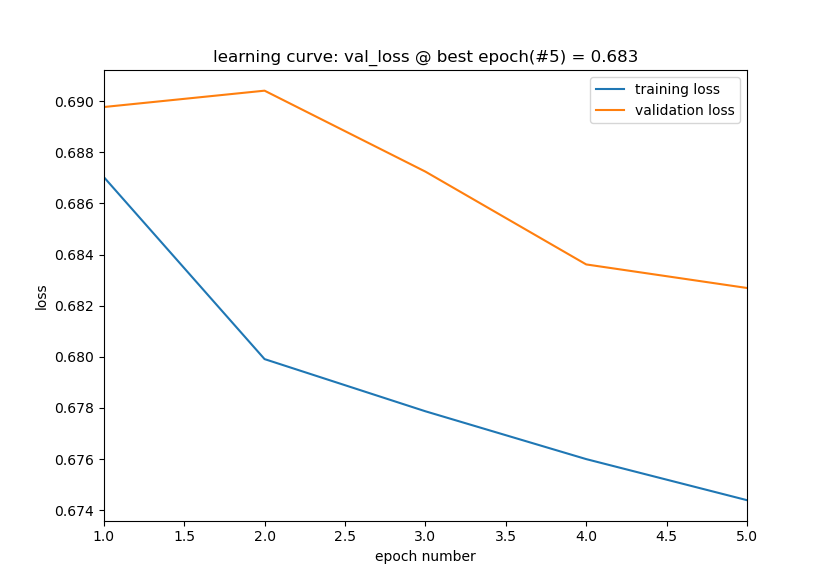 learning curve: val_loss @ best epoch(#5) = 0.683
training loss
validation loss
0.690
0.688
0.686
0.684
0.682
0.680
0.678
0.676
0.674
loss
1.0 1.5 2.0 2.5 3.0 3.5 4.0 4.5 5.0
epoch number